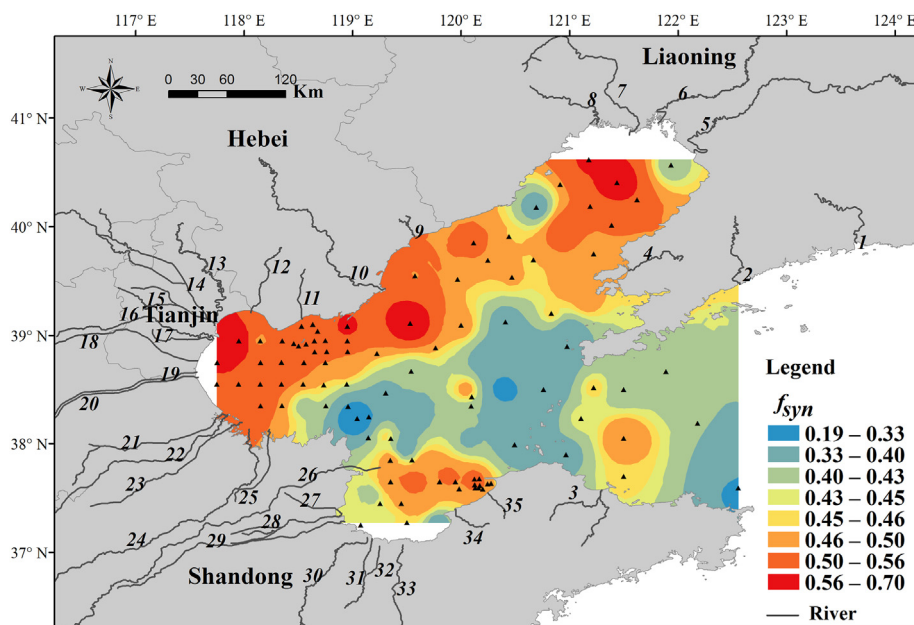 117° E 118° E 119° E 120° E 121° E 122° E 123° E 124° E
Liaoning
N
W E
S
0 30 60 120
Km
7
6
8
5
41° N
Hebei
40° N
9
1
13
12
4
14
10
2
11
15
16
Tianjin
39° N
17
18
19
20
38° N
21
22
26
23
25
27
35
3
24
28
29
34
37° N
Shandong
30
31
32
33
Legend
fsyn
0.19 – 0.33
0.33 – 0.40
0.40 – 0.43
0.43 – 0.45
0.45 – 0.46
0.46 – 0.50
0.50 – 0.56
0.56 – 0.70
River